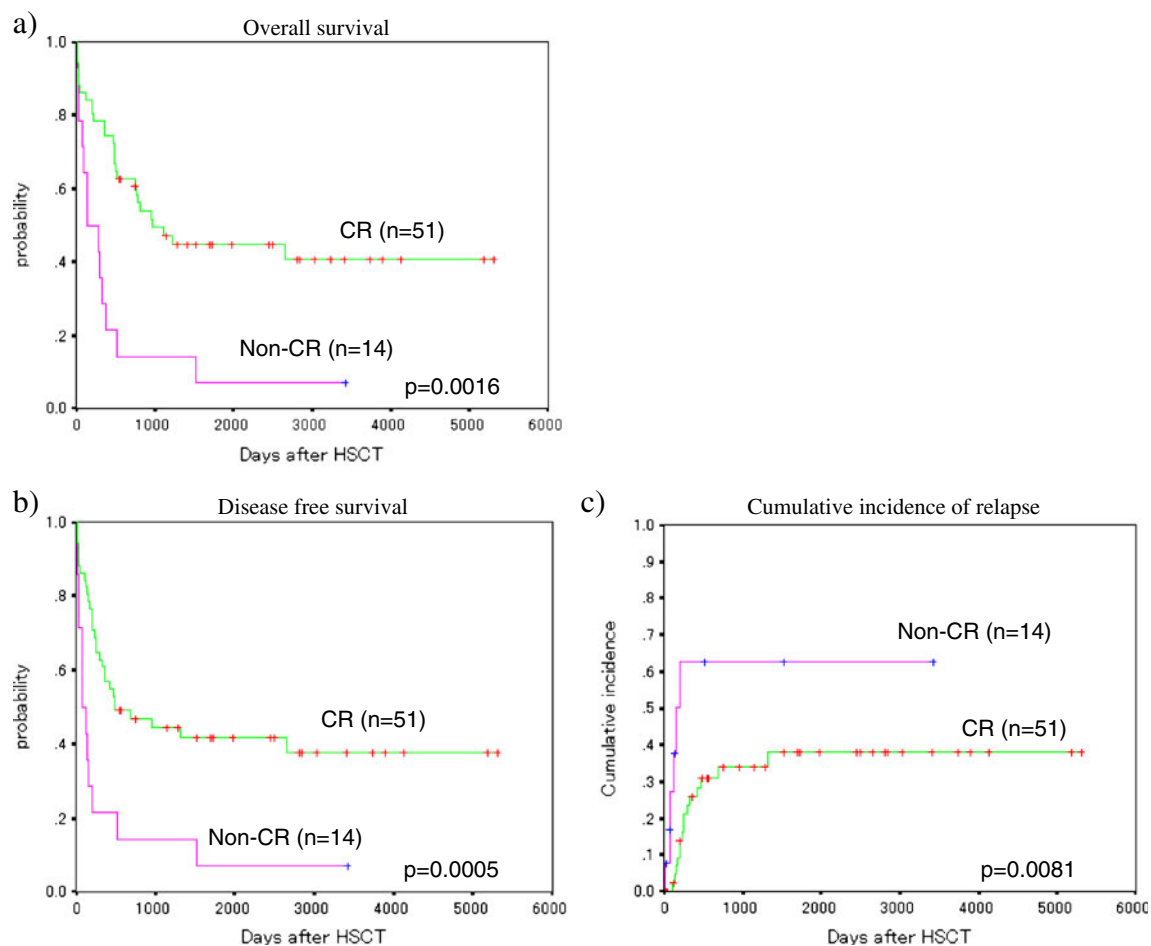 a)
Overall survival
1.0
.8
.6
.4
.2
0.0
probability
CR (n=51)
Non-CR (n=14)
p=0.0016
0 1000 2000 3000 4000 5000 6000
Days after HSCT
b)
Disease free survival
1.0
.8
.6
.4
.2
0.0
probability
CR (n=51)
Non-CR (n=14)
p=0.0005
0 1000 2000 3000 4000 5000 6000
Days after HSCT
c)
Cumulative incidence of relapse
1.0
.9
.8
.7
.6
.5
.4
.3
.2
.1
0.0
Cumulative incidence
Non-CR (n=14)
CR (n=51)
p=0.0081
0 1000 2000 3000 4000 5000 6000
Days after HSCT